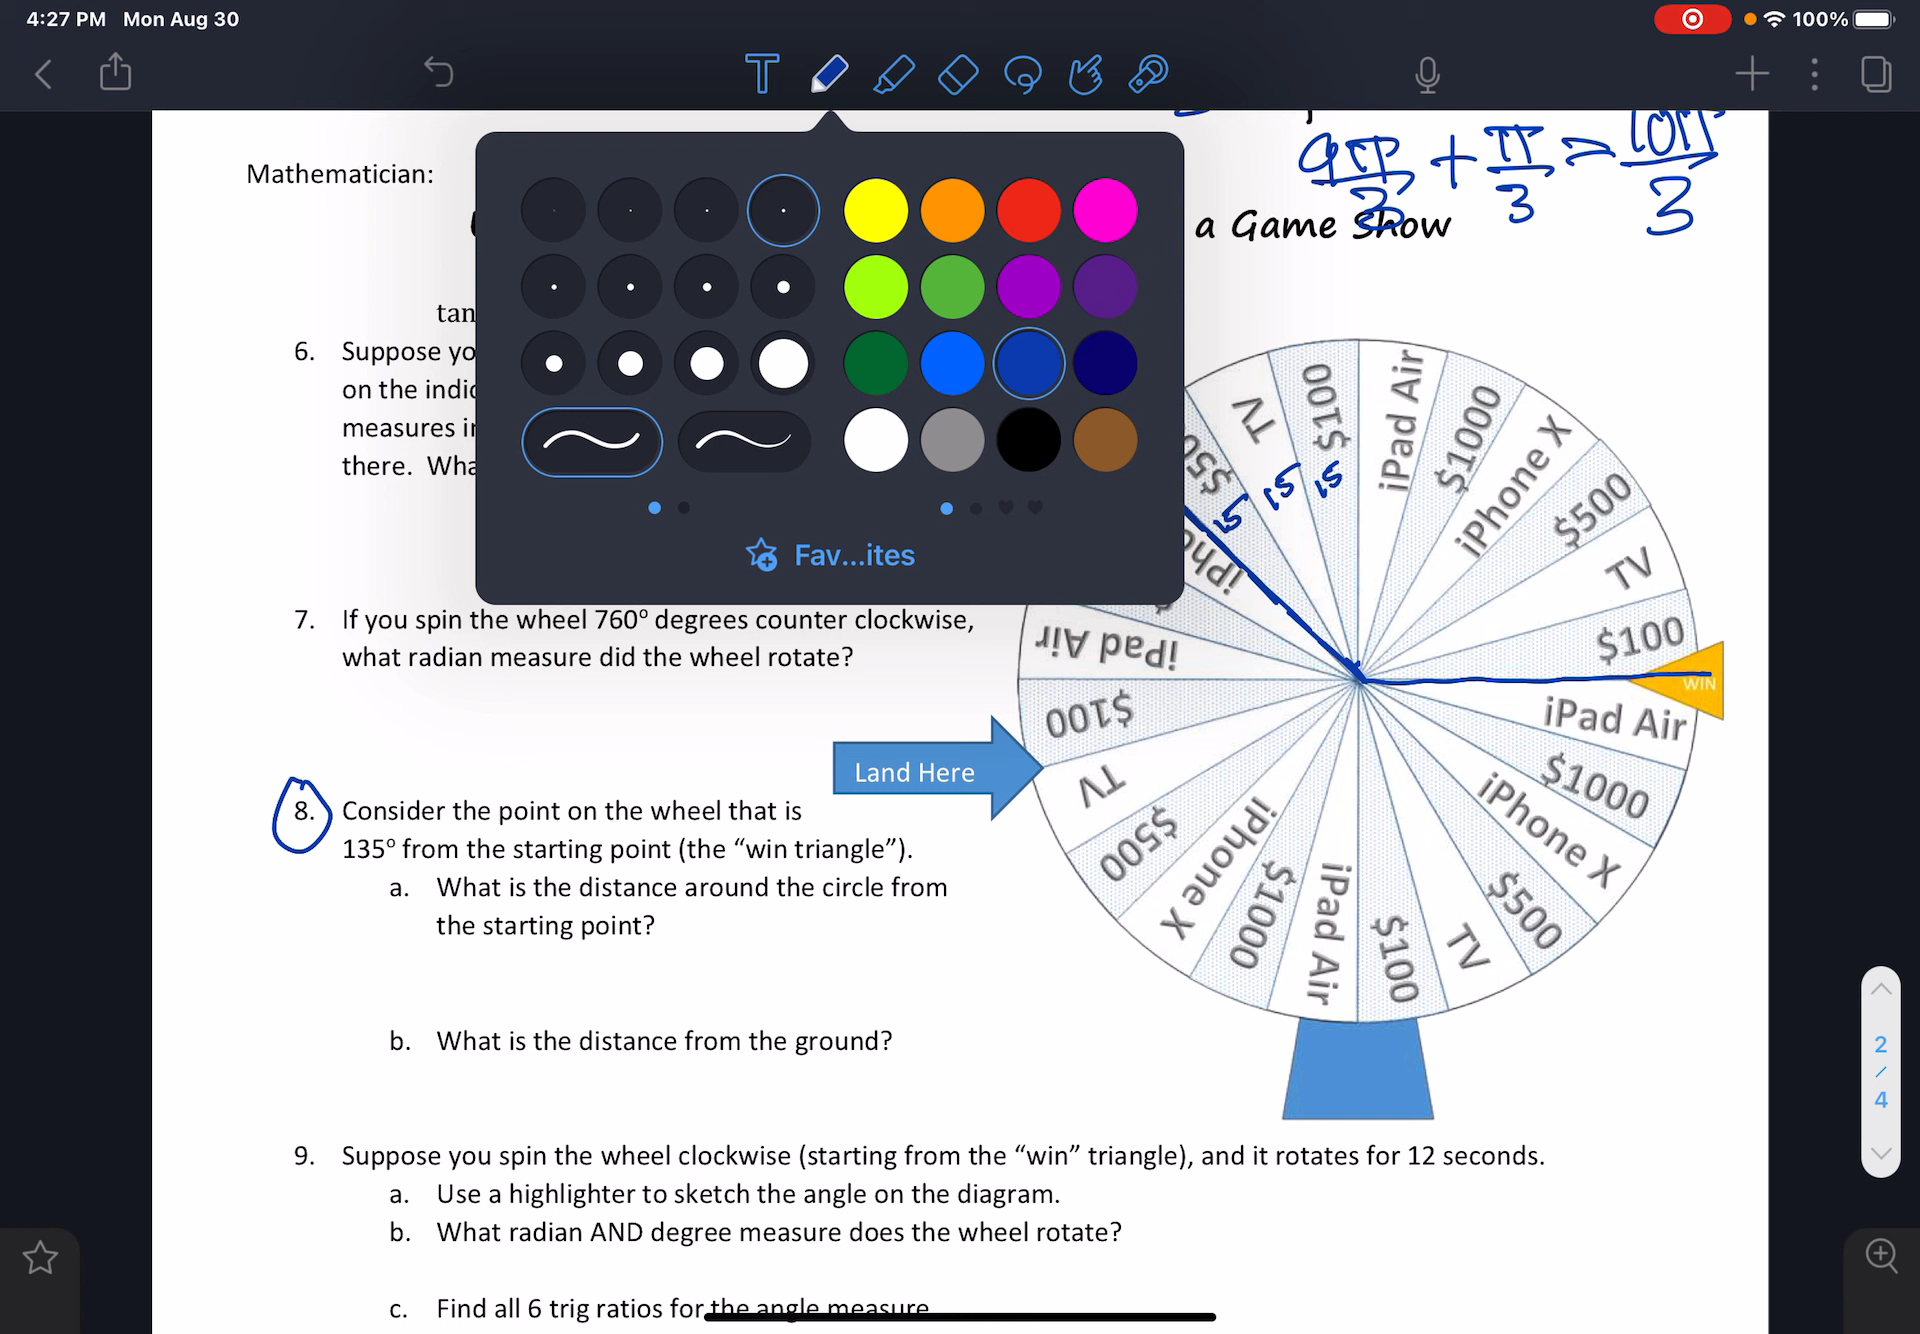 4:27 PM Mon Aug 30
100%
T
9π/3 + π/3 = 10π/3
Mathematician:
a Game Show
tan
6. Suppose yo
on the indic
measures in
there. Wha
Fav...ites
7. If you spin the wheel 760° degrees counter clockwise,
what radian measure did the wheel rotate?
8. Consider the point on the wheel that is
135° from the starting point (the “win triangle”).
a. What is the distance around the circle from
the starting point?
b. What is the distance from the ground?
Land Here
$50
TV
$100
iPad Air
$1000
iPhone X
$500
TV
$100
WIN
iPad Air
$1000
iPhone X
$500
TV
$100
iPad Air
$1000
iPhone X
$500
TV
$100
iPad Air
iPh
15 15 15
9. Suppose you spin the wheel clockwise (starting from the “win” triangle), and it rotates for 12 seconds.
a. Use a highlighter to sketch the angle on the diagram.
b. What radian AND degree measure does the wheel rotate?
c. Find all 6 trig ratios for the angle measure
2
/
4